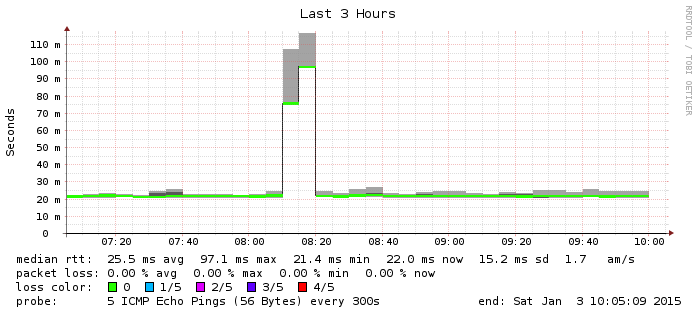 Last 3 Hours
RRDTOOL / TOBI OETIKER
Seconds
110 m
100 m
90 m
80 m
70 m
60 m
50 m
40 m
30 m
20 m
10 m
0
07:20 07:40 08:00 08:20 08:40 09:00 09:20 09:40 10:00
median rtt: 25.5 ms avg 97.1 ms max 21.4 ms min 22.0 ms now 15.2 ms sd 1.7 am/s
packet loss: 0.00 % avg 0.00 % max 0.00 % min 0.00 % now
loss color: 0 1/5 2/5 3/5 4/5
probe: 5 ICMP Echo Pings (56 Bytes) every 300s end: Sat Jan 3 10:05:09 2015